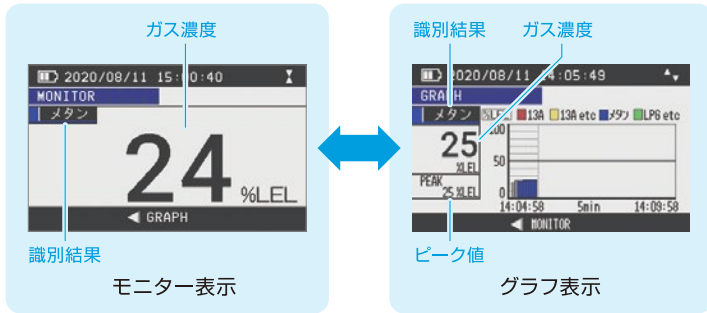 ガス濃度
2020/08/11 15:00:40
MONITOR
メタン
24
%LEL
◀ GRAPH
識別結果
モニター表示
識別結果 ガス濃度
2020/08/11 14:05:49
GRAPH
メタン %LEL 13A 13A etc メタン LPG etc
25
%LEL
PEAK
25 %LEL
100
50
0
14:04:58 5min 14:09:58
◀ MONITOR
ピーク値
グラフ表示